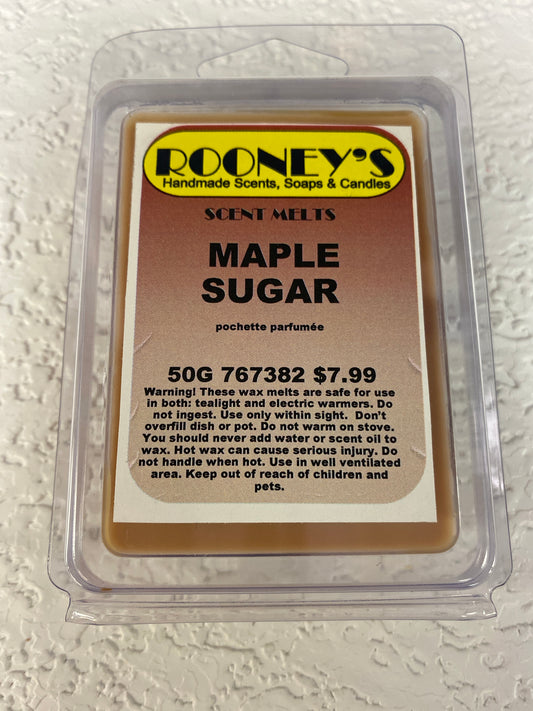 ROONEY'S
Handmade Scents, Soaps & Candles
SCENT MELTS
MAPLE
SUGAR
pochette parfumée
50G 767382 $7.99
Warning! These wax melts are safe for use
in both: tealight and electric warmers. Do
not ingest. Use only within sight. Don't
overfill dish or pot. Do not warm on stove.
You should never add water or scent oil to
wax. Hot wax can cause serious injury. Do
not handle when hot. Use in well ventilated
area. Keep out of reach of children and
pets.